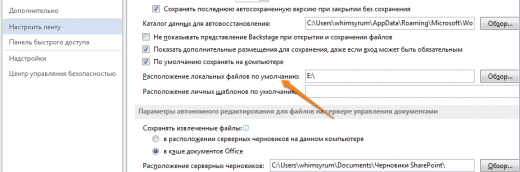 Дополнительно
Настроить ленту
Панель быстрого доступа
Надстройки
Центр управления безопасностью
Сохранять последнюю автосохраненную версию при закрытии без сохранения
Каталог данных для автовосстановления: C:\Users\whimsyrum\AppData\Roaming\Microsoft\Wo Обзор...
Не показывать представление Backstage при открытии и сохранении файлов
Показать дополнительные размещения для сохранения, даже если вход может быть обязательным
По умолчанию сохранять на компьютере
Расположение локальных файлов по умолчанию: E:\ Обзор...
Расположение личных шаблонов по умолчанию:
Параметры автономного редактирования для файлов на сервере управления документами
Сохранять извлеченные файлы:
в расположении серверных черновиков на данном компьютере
в кэше документов Office
Расположение серверных черновиков: C:\Users\whimsyrum\Documents\Черновики SharePoint\ Обзор...